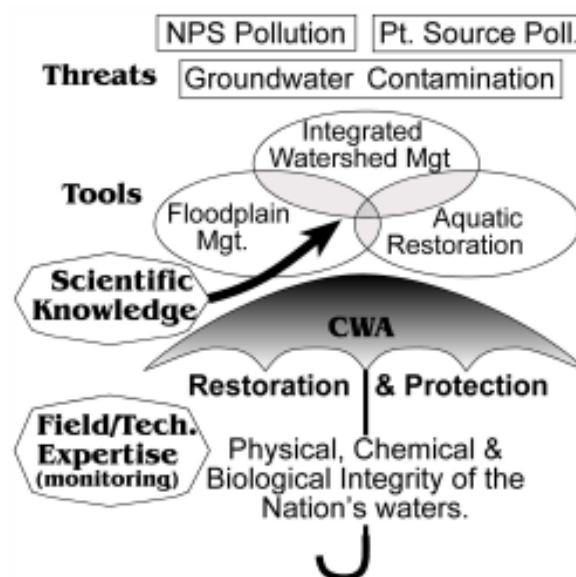 NPS Pollution
Pt. Source Poll.
Threats
Groundwater Contamination
Integrated
Watershed Mgt
Tools
Floodplain
Mgt.
Aquatic
Restoration
Scientific
Knowledge
CWA
Restoration & Protection
Field/Tech.
Expertise
(monitoring)
Physical, Chemical &
Biological Integrity of the
Nation's waters.